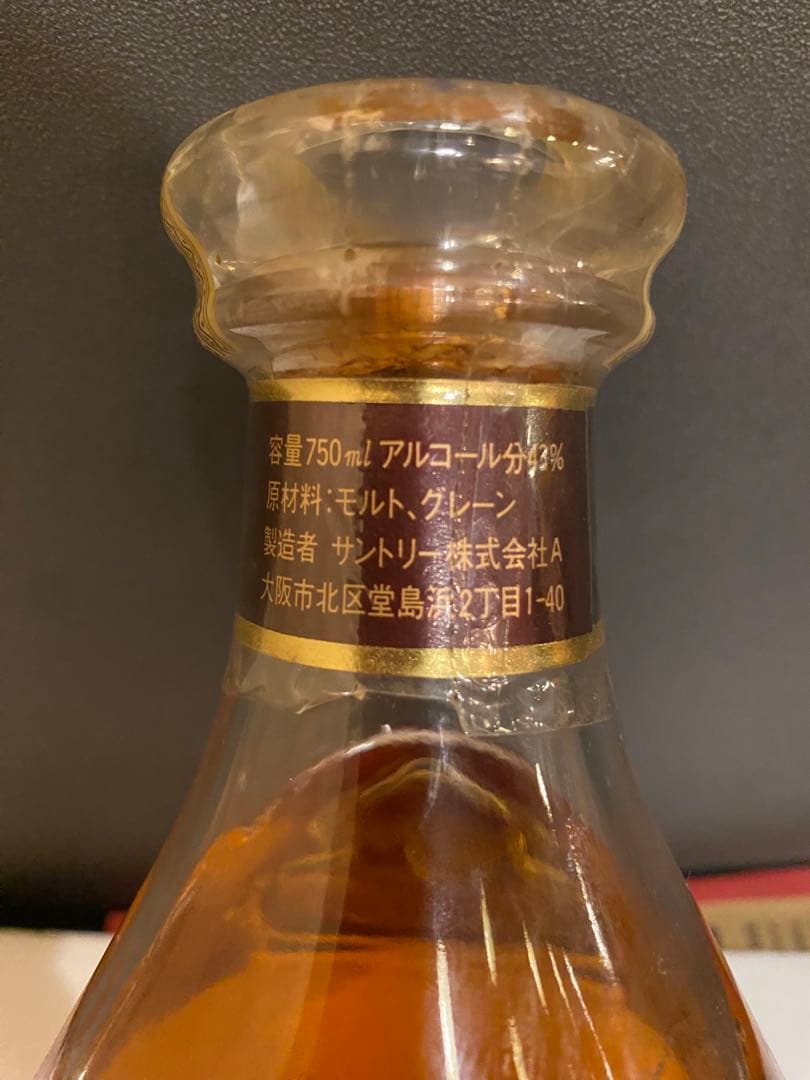 容量750ml アルコール分43%
原材料:モルト、グレーン
製造者 サントリー株式会社A
大阪市北区堂島浜2丁目1-40